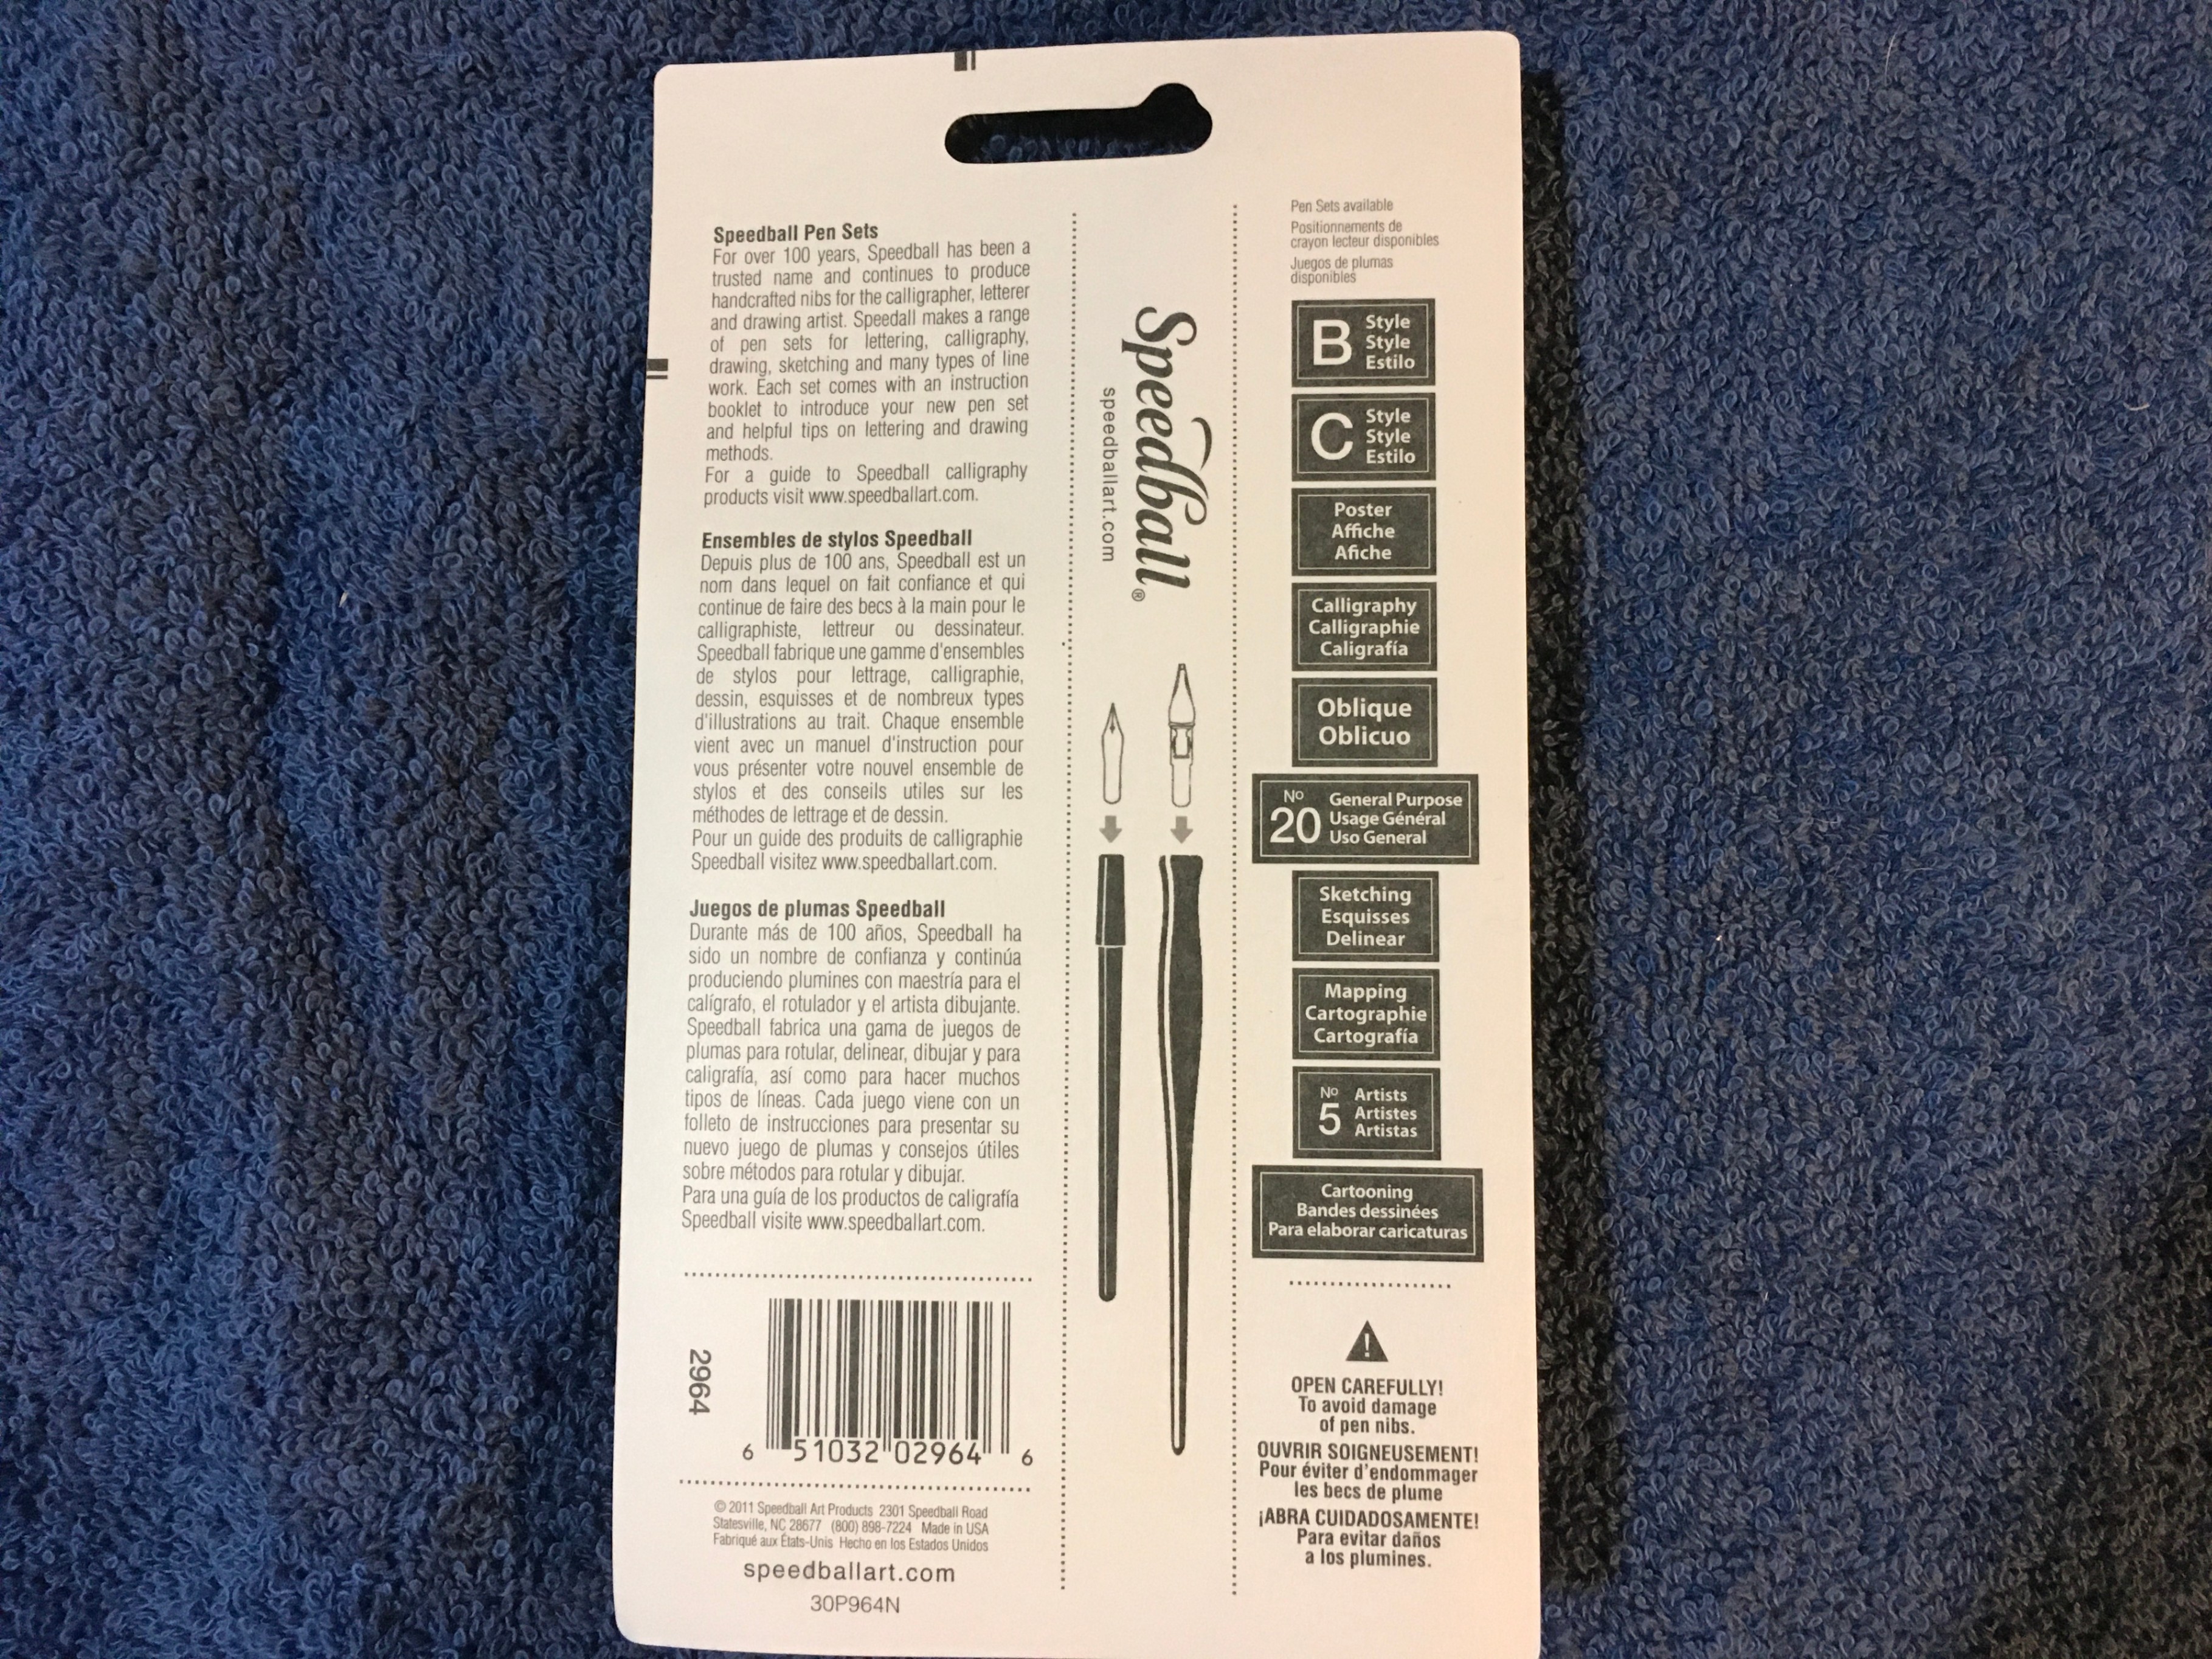 Speedball Pen Sets
For over 100 years, Speedball has been a
trusted name and continues to produce
handcrafted nibs for the calligrapher, letterer
and drawing artist. Speedall makes a range
of pen sets for lettering, calligraphy,
drawing, sketching and many types of line
work. Each set comes with an instruction
booklet to introduce your new pen set
and helpful tips on lettering and drawing
methods.
For a guide to Speedball calligraphy
products visit www.speedballart.com.
Ensembles de stylos Speedball
Depuis plus de 100 ans, Speedball est un
nom dans lequel on fait confiance et qui
continue de faire des becs à la main pour le
calligraphiste, lettreur ou dessinateur.
Speedball fabrique une gamme d'ensembles
de stylos pour lettrage, calligraphie,
dessin, esquisses et de nombreux types
d'illustrations au trait. Chaque ensemble
vient avec un manuel d'instruction pour
vous présenter votre nouvel ensemble de
stylos et des conseils utiles sur les
méthodes de lettrage et de dessin.
Pour un guide des produits de calligraphie
Speedball visitez www.speedballart.com.
Juegos de plumas Speedball
Durante más de 100 años, Speedball ha
sido un nombre de confianza y continúa
produciendo plumines con maestría para el
calígrafo, el rotulador y el artista dibujante.
Speedball fabrica una gama de juegos de
plumas para rotular, delinear, dibujar y para
caligrafía, así como para hacer muchos
tipos de líneas. Cada juego viene con un
folleto de instrucciones para presentar su
nuevo juego de plumas y consejos útiles
sobre métodos para rotular y dibujar.
Para una guía de los productos de caligrafía
Speedball visite www.speedballart.com.
2964
6 51032 02964 6
© 2011 Speedball Art Products 2301 Speedball Road
Statesville, NC 28677 (800) 898-7224 Made in USA
Fabriqué aux États-Unis Hecho en los Estados Unidos
speedballart.com
30P964N
Speedball®
speedballart.com
Pen Sets available
Positionnements de
crayon lecteur disponibles
Juegos de plumas
disponibles
B Style
Style
Estilo
C Style
Style
Estilo
Poster
Affiche
Afiche
Calligraphy
Calligraphie
Caligrafía
Oblique
Oblicuo
No 20 General Purpose
Usage Général
Uso General
Sketching
Esquisses
Delinear
Mapping
Cartographie
Cartografía
No 5 Artists
Artistes
Artistas
Cartooning
Bandes dessinées
Para elaborar caricaturas
OPEN CAREFULLY!
To avoid damage
of pen nibs.
OUVRIR SOIGNEUSEMENT!
Pour éviter d'endommager
les becs de plume
¡ABRA CUIDADOSAMENTE!
Para evitar daños
a los plumines.